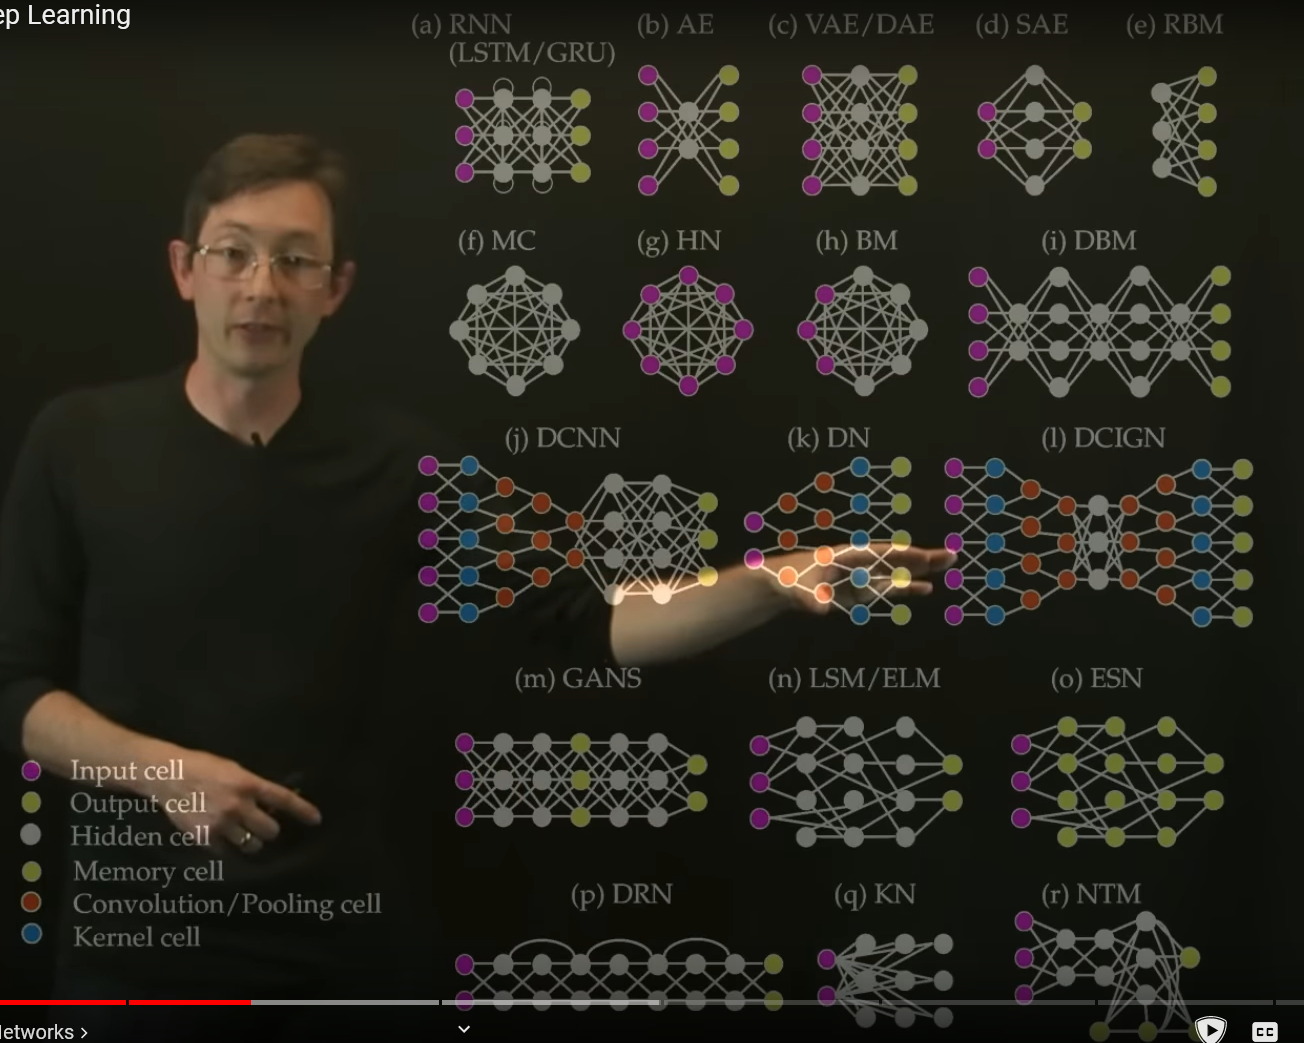 ep Learning
(a) RNN
(LSTM/GRU)
(b) AE
(c) VAE/DAE
(d) SAE
(e) RBM
(f) MC
(g) HN
(h) BM
(i) DBM
(j) DCNN
(k) DN
(l) DCIGN
(m) GANS
(n) LSM/ELM
(o) ESN
Input cell
Output cell
Hidden cell
Memory cell
Convolution/Pooling cell
Kernel cell
(p) DRN
(q) KN
(r) NTM
Networks >
CC